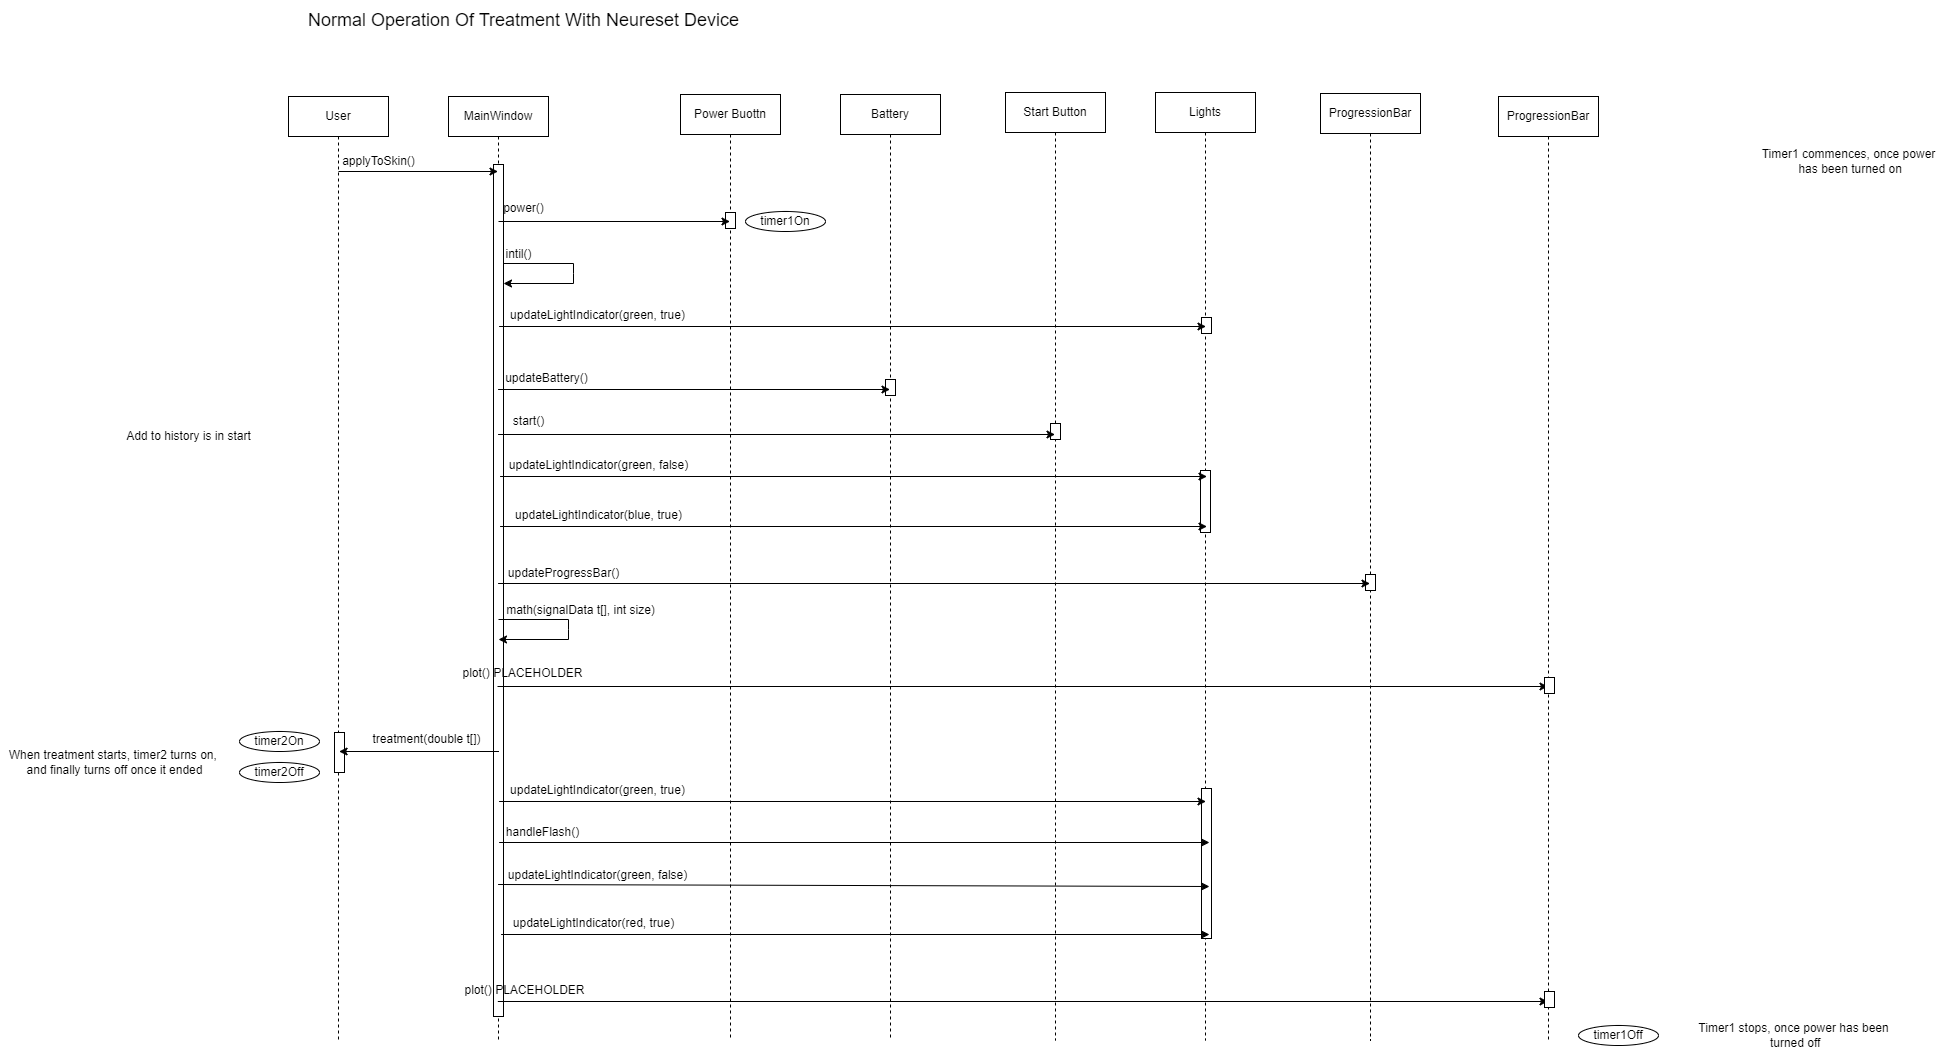 Normal Operation Of Treatment With Neureset Device
User
MainWindow
Power Buottn
Battery
Start Button
Lights
ProgressionBar
ProgressionBar
applyToSkin()
Timer1 commences, once power
has been turned on
power()
timer1On
intil()
updateLightIndicator(green, true)
updateBattery()
start()
Add to history is in start
updateLightIndicator(green, false)
updateLightIndicator(blue, true)
updateProgressBar()
math(signalData t[], int size)
plot() PLACEHOLDER
timer2On
treatment(double t[])
When treatment starts, timer2 turns on,
and finally turns off once it ended
timer2Off
updateLightIndicator(green, true)
handleFlash()
updateLightIndicator(green, false)
updateLightIndicator(red, true)
plot() PLACEHOLDER
timer1Off
Timer1 stops, once power has been
turned off